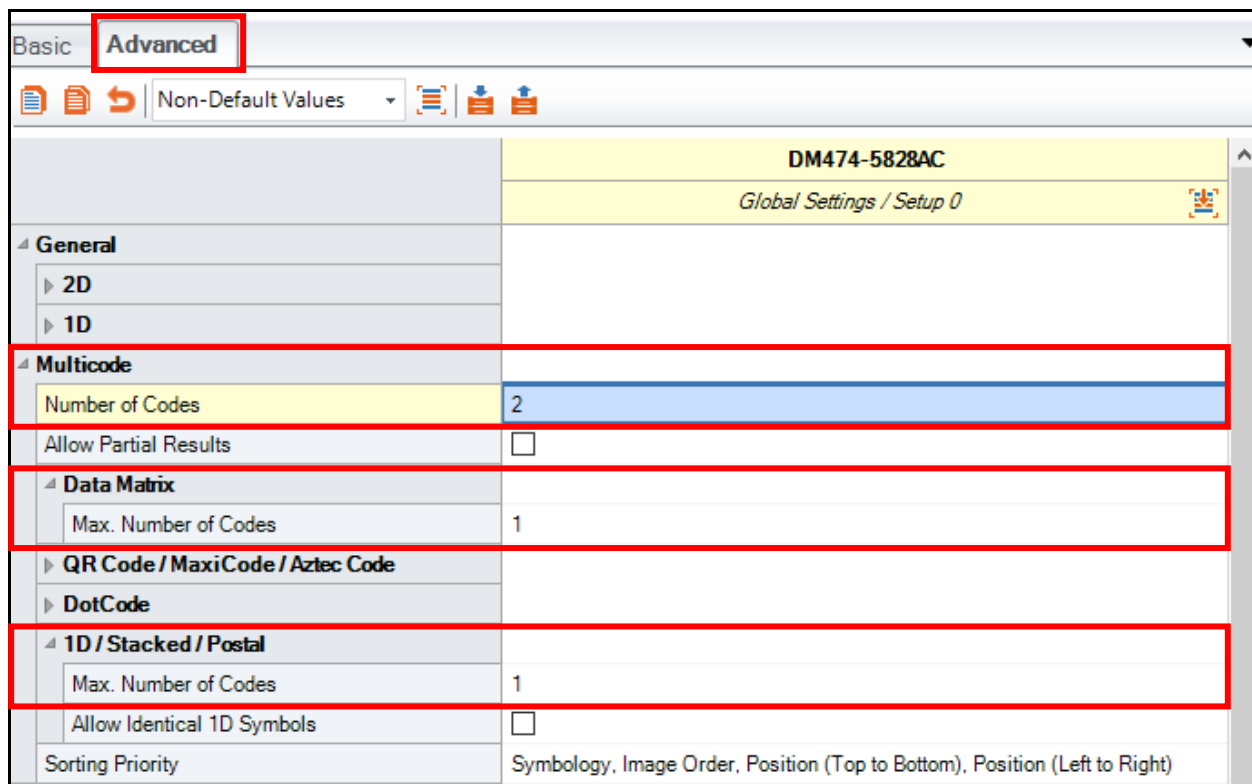 Basic Advanced
Non-Default Values
DM474-5828AC
Global Settings / Setup 0
General
2D
1D
Multicode
Number of Codes 2
Allow Partial Results
Data Matrix
Max. Number of Codes 1
QR Code / MaxiCode / Aztec Code
DotCode
1D / Stacked / Postal
Max. Number of Codes 1
Allow Identical 1D Symbols
Sorting Priority Symbology, Image Order, Position (Top to Bottom), Position (Left to Right)